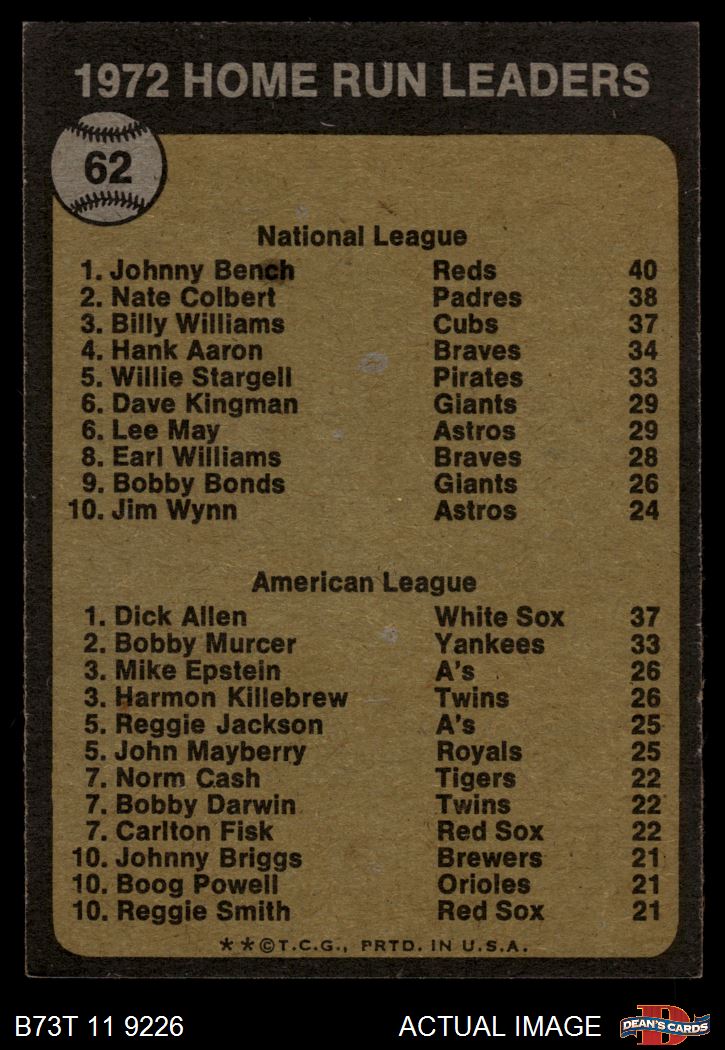 1972 HOME RUN LEADERS
62
National League
1. Johnny Bench Reds 40
2. Nate Colbert Padres 38
3. Billy Williams Cubs 37
4. Hank Aaron Braves 34
5. Willie Stargell Pirates 33
6. Dave Kingman Giants 29
6. Lee May Astros 29
8. Earl Williams Braves 28
9. Bobby Bonds Giants 26
10. Jim Wynn Astros 24
American League
1. Dick Allen White Sox 37
2. Bobby Murcer Yankees 33
3. Mike Epstein A's 26
3. Harmon Killebrew Twins 26
5. Reggie Jackson A's 25
5. John Mayberry Royals 25
7. Norm Cash Tigers 22
7. Bobby Darwin Twins 22
7. Carlton Fisk Red Sox 22
10. Johnny Briggs Brewers 21
10. Boog Powell Orioles 21
10. Reggie Smith Red Sox 21
**©T.C.G., PRTD. IN U.S.A.
B73T 11 9226 ACTUAL IMAGE D DEAN'S CARDS